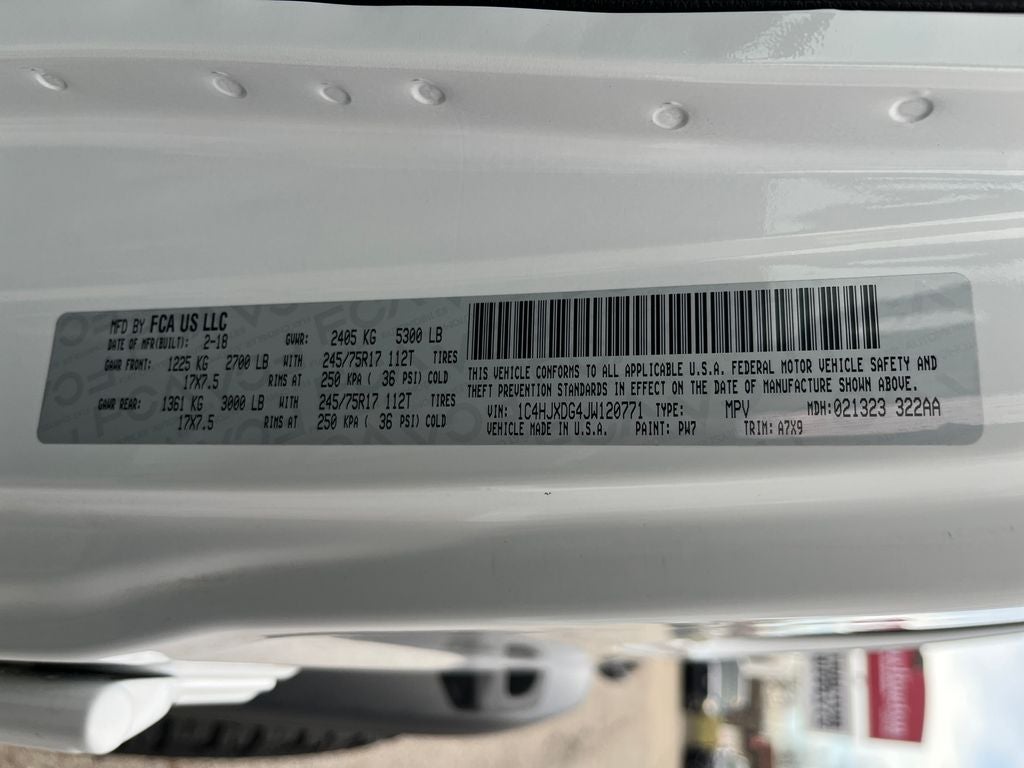 MFD BY FCA US LLC
DATE OF MFR(BUILT): 2-18 GVWR: 2405 KG 5300 LB
GAWR FRONT: 1225 KG 2700 LB WITH 245/75R17 112T TIRES
17X7.5 RIMS AT 250 KPA ( 36 PSI) COLD
GAWR REAR: 1361 KG 3000 LB WITH 245/75R17 112T TIRES
17X7.5 RIMS AT 250 KPA ( 36 PSI) COLD
THIS VEHICLE CONFORMS TO ALL APPLICABLE U.S.A. FEDERAL MOTOR VEHICLE SAFETY AND
THEFT PREVENTION STANDARDS IN EFFECT ON THE DATE OF MANUFACTURE SHOWN ABOVE.
VIN: 1C4HJXDG4JW120771 TYPE: MPV MDH:021323 322AA
VEHICLE MADE IN U.S.A. PAINT: PW7 TRIM: A7X9